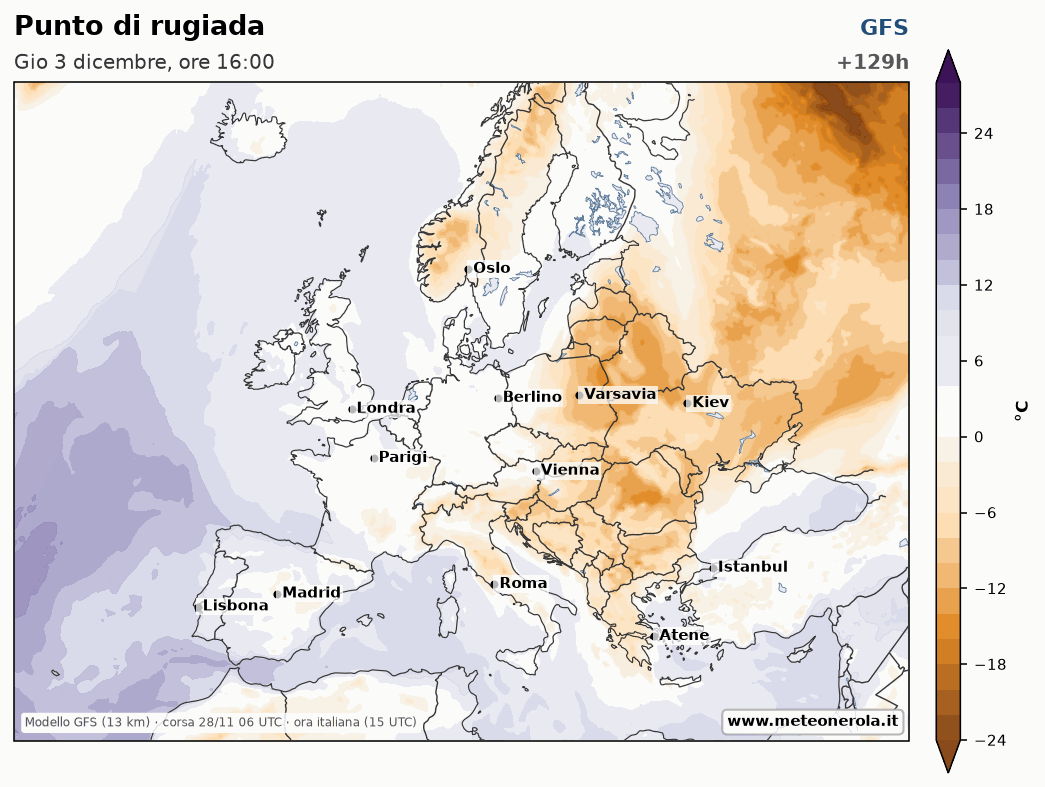 Punto di rugiada
GFS
Gio 3 dicembre, ore 16:00
+129h
Oslo
Berlino
Varsavia
Kiev
Londra
Parigi
Vienna
Istanbul
Roma
Madrid
Lisbona
Atene
24
18
12
6
0
−6
−12
−18
−24
°C
Modello GFS (13 km) · corsa 28/11 06 UTC · ora italiana (15 UTC)
www.meteonerola.it